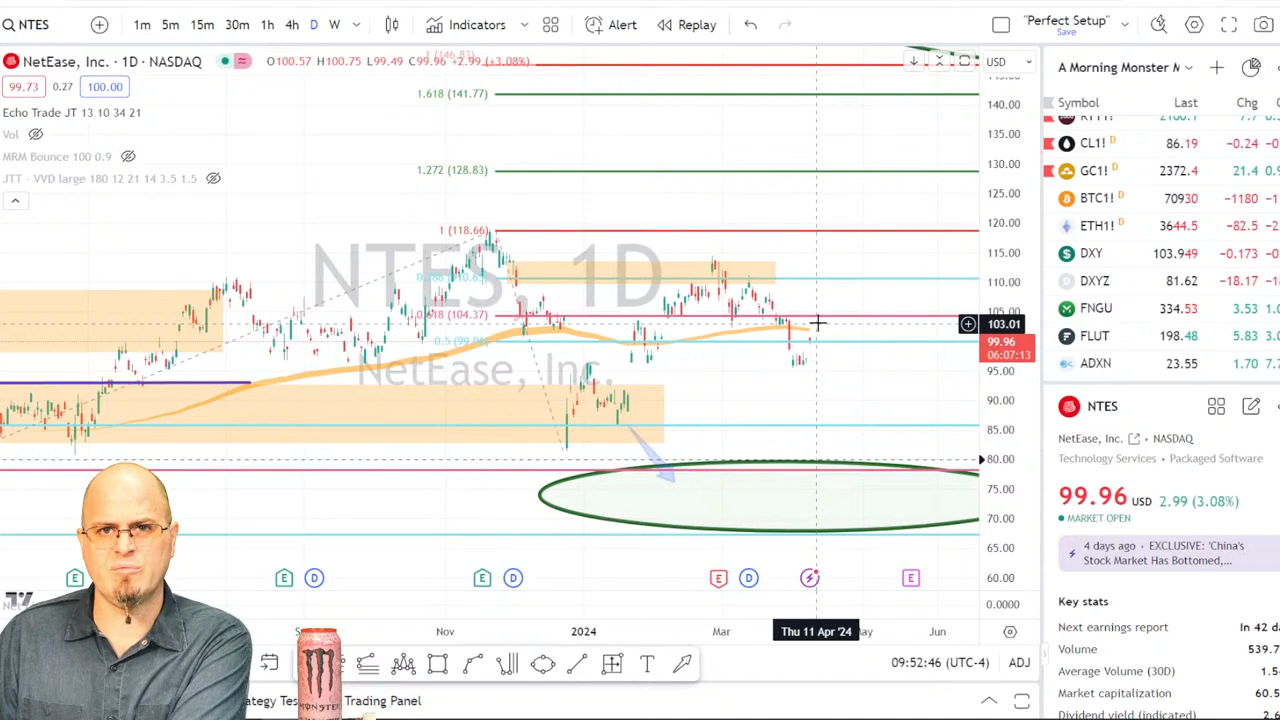 NTES
1m 5m 15m 30m 1h 4h D W
Indicators
Alert
Replay
"Perfect Setup"
Save
NetEase, Inc. · 1D · NASDAQ
O100.57 H100.75 L99.49 C99.96 +2.99 (+3.08%)
99.73 0.27 100.00
Echo Trade JT 13 10 34 21
Vol
MRM Bounce 100 0.9
JTT - VVD large 180 12 21 14 3.5 1.5
1 (146.83)
1.618 (141.77)
1.272 (128.83)
1 (118.66)
0.618 (104.37)
NTES, 1D
NetEase, Inc.
USD
140.00
135.00
130.00
125.00
120.00
115.00
110.00
103.01
99.96
06:07:13
95.00
90.00
85.00
80.00
75.00
70.00
65.00
60.00
0.0000
E D E D E D E
Nov 2024 Mar Thu 11 Apr '24 Jun
09:52:46 (UTC-4) ADJ
Trading Panel
MONSTER
A Morning Monster M
Symbol Last Chg
CL1! D 86.19 −0.24
GC1! D 2372.4 21.4
BTC1! D 70930 −1180
ETH1! D 3644.5 −82.5
DXY 103.949 −0.173
DXYZ 81.62 −18.17
FNGU 334.53 3.53
FLUT 198.48 5.83
ADXN 23.55 1.70
NTES
NetEase, Inc. · NASDAQ
Technology Services • Packaged Software
99.96 USD 2.99 (3.08%)
MARKET OPEN
4 days ago • EXCLUSIVE: 'China's
Stock Market Has Bottomed,...
Key stats
Next earnings report In 42 da
Volume 539.7
Average Volume (30D) 1.5
Market capitalization 60.5
Dividend yield (indicated) 2.6